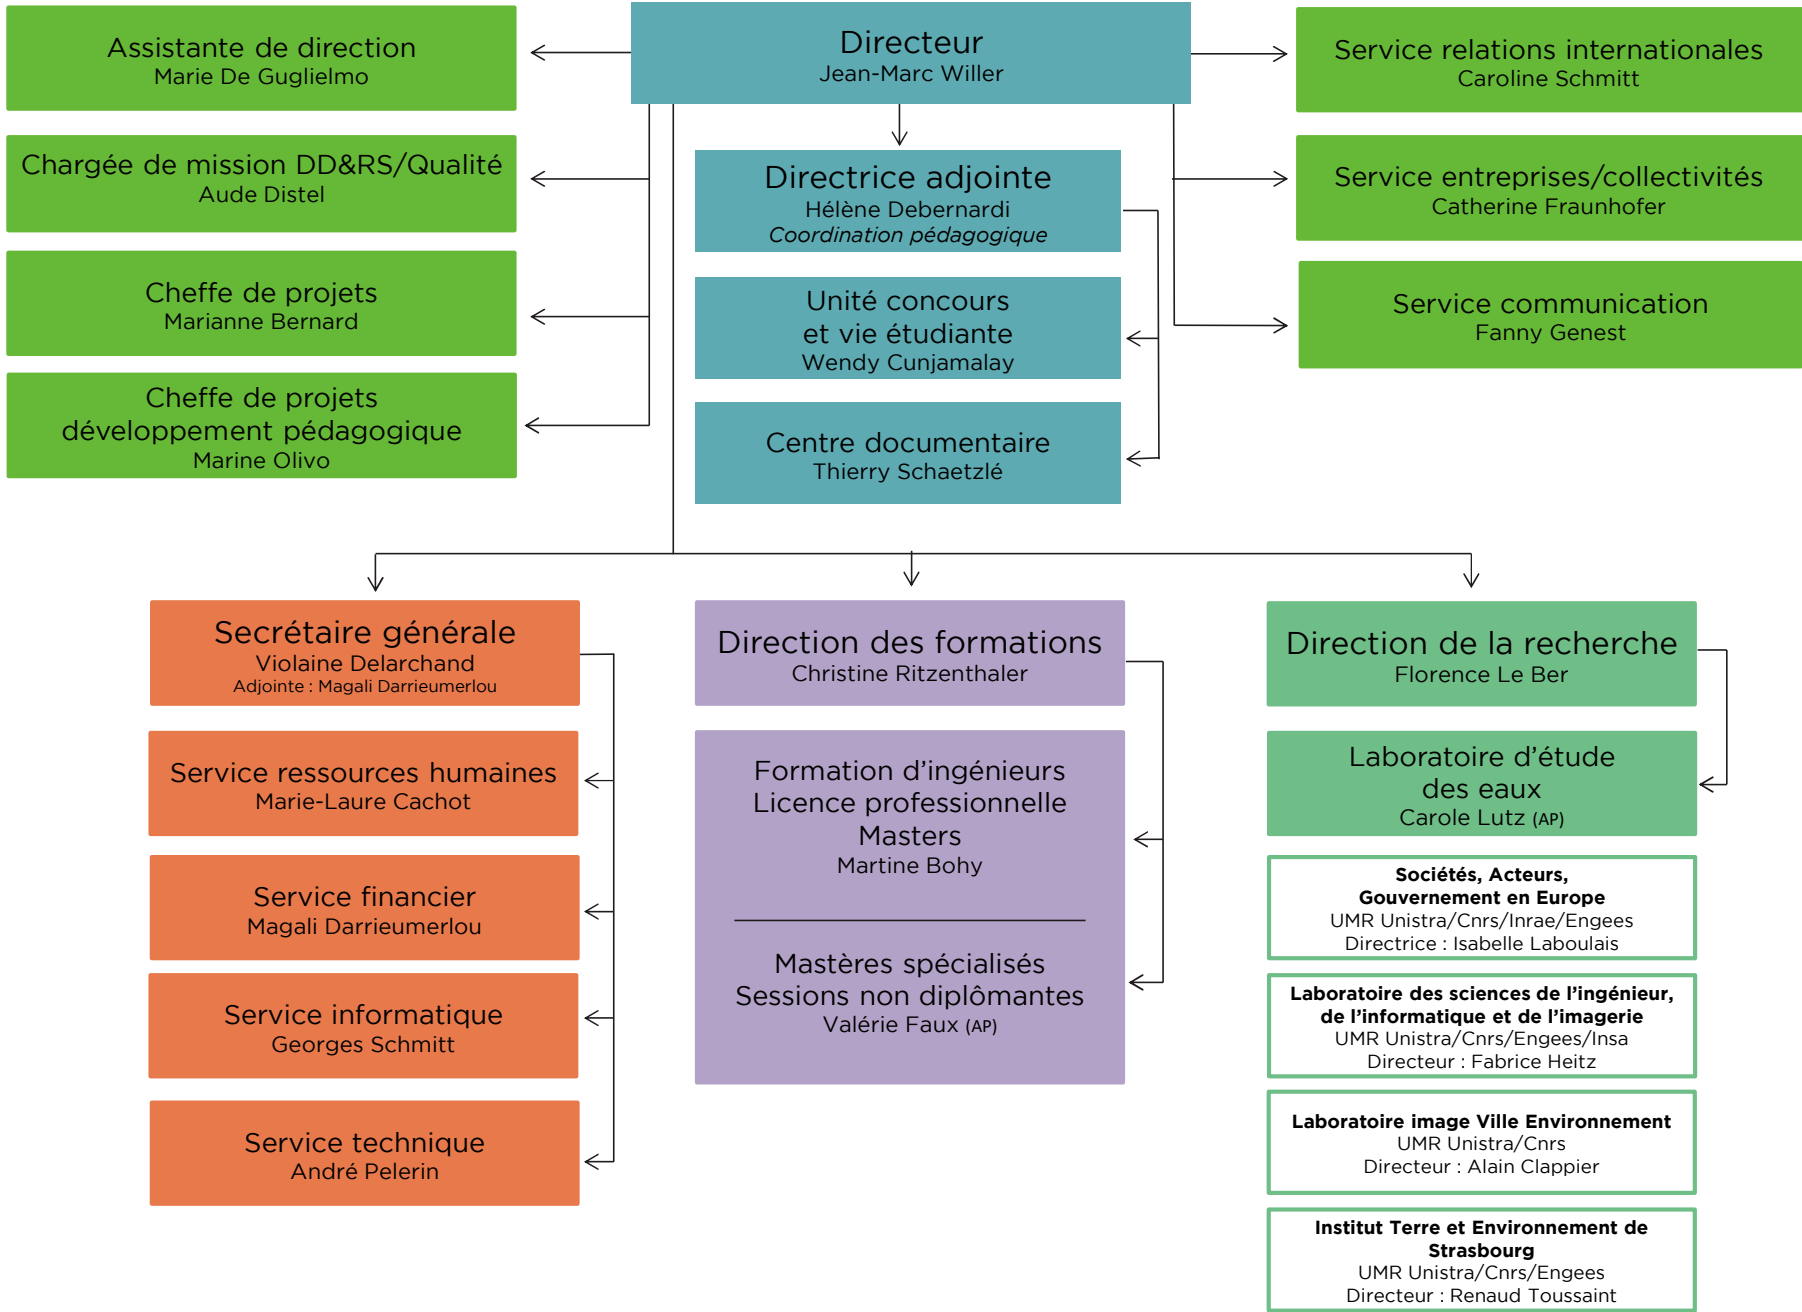 Directeur
Jean-Marc Willer
Assistante de direction
Marie De Guglielmo
Chargée de mission DD&RS/Qualité
Aude Distel
Cheffe de projets
Marianne Bernard
Cheffe de projets
développement pédagogique
Marine Olivo
Directrice adjointe
Hélène Debernardi
Coordination pédagogique
Unité concours
et vie étudiante
Wendy Cunjamalay
Centre documentaire
Thierry Schaetzlé
Service relations internationales
Caroline Schmitt
Service entreprises/collectivités
Catherine Fraunhofer
Service communication
Fanny Genest
Secrétaire générale
Violaine Delarchand
Adjointe : Magali Darrieumerlou
Service ressources humaines
Marie-Laure Cachot
Service financier
Magali Darrieumerlou
Service informatique
Georges Schmitt
Service technique
André Pelerin
Direction des formations
Christine Ritzenthaler
Formation d’ingénieurs
Licence professionnelle
Masters
Martine Bohy
Mastères spécialisés
Sessions non diplômantes
Valérie Faux (AP)
Direction de la recherche
Florence Le Ber
Laboratoire d’étude
des eaux
Carole Lutz (AP)
Sociétés, Acteurs,
Gouvernement en Europe
UMR Unistra/Cnrs/Inrae/Engees
Directrice : Isabelle Laboulais
Laboratoire des sciences de l’ingénieur,
de l’informatique et de l’imagerie
UMR Unistra/Cnrs/Engees/Insa
Directeur : Fabrice Heitz
Laboratoire image Ville Environnement
UMR Unistra/Cnrs
Directeur : Alain Clappier
Institut Terre et Environnement de
Strasbourg
UMR Unistra/Cnrs/Engees
Directeur : Renaud Toussaint